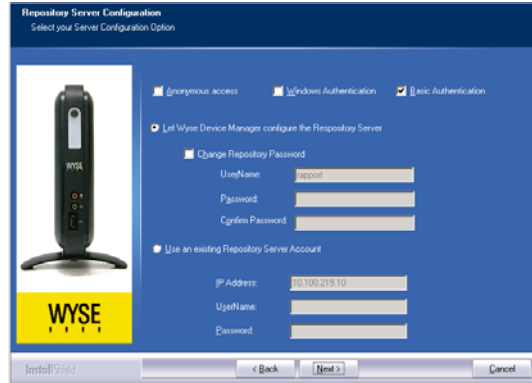 Repository Server Configuration
Select your Server Configuration Option
Anonymous access
Windows Authentication
Basic Authentication
Let Wyse Device Manager configure the Respository Server
Change Repository Password
UserName:
rapport
Password:
Confirm Password:
Use an existing Repository Server Account
IP Address:
10.100.219.10
UserName:
Password:
WYSE
WYSE
InstallShield
< Back
Next >
Cancel